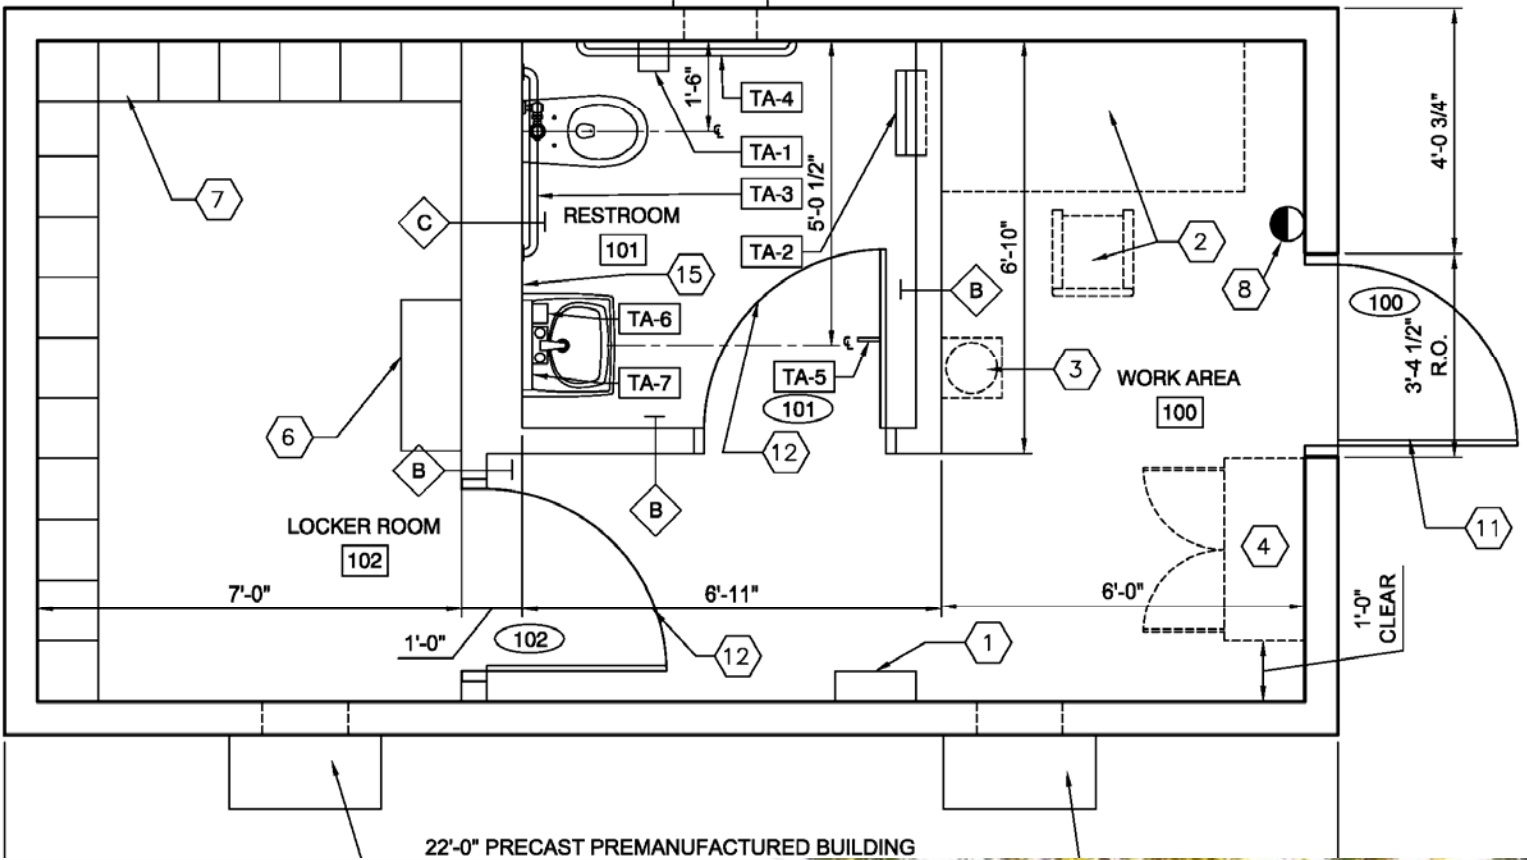 1'-6"
TA-4
4'-0 3/4"
TA-1
7
TA-3
5'-0 1/2"
C
RESTROOM
101
TA-2
6'-10"
2
15
8
B
100
TA-6
3
WORK AREA
100
3'-4 1/2"
R.O.
TA-7
TA-5
101
6
12
B
B
LOCKER ROOM
102
4
11
7'-0"
6'-11"
6'-0"
1'-0"
CLEAR
1'-0"
102
12
1
22'-0" PRECAST PREMANUFACTURED BUILDING